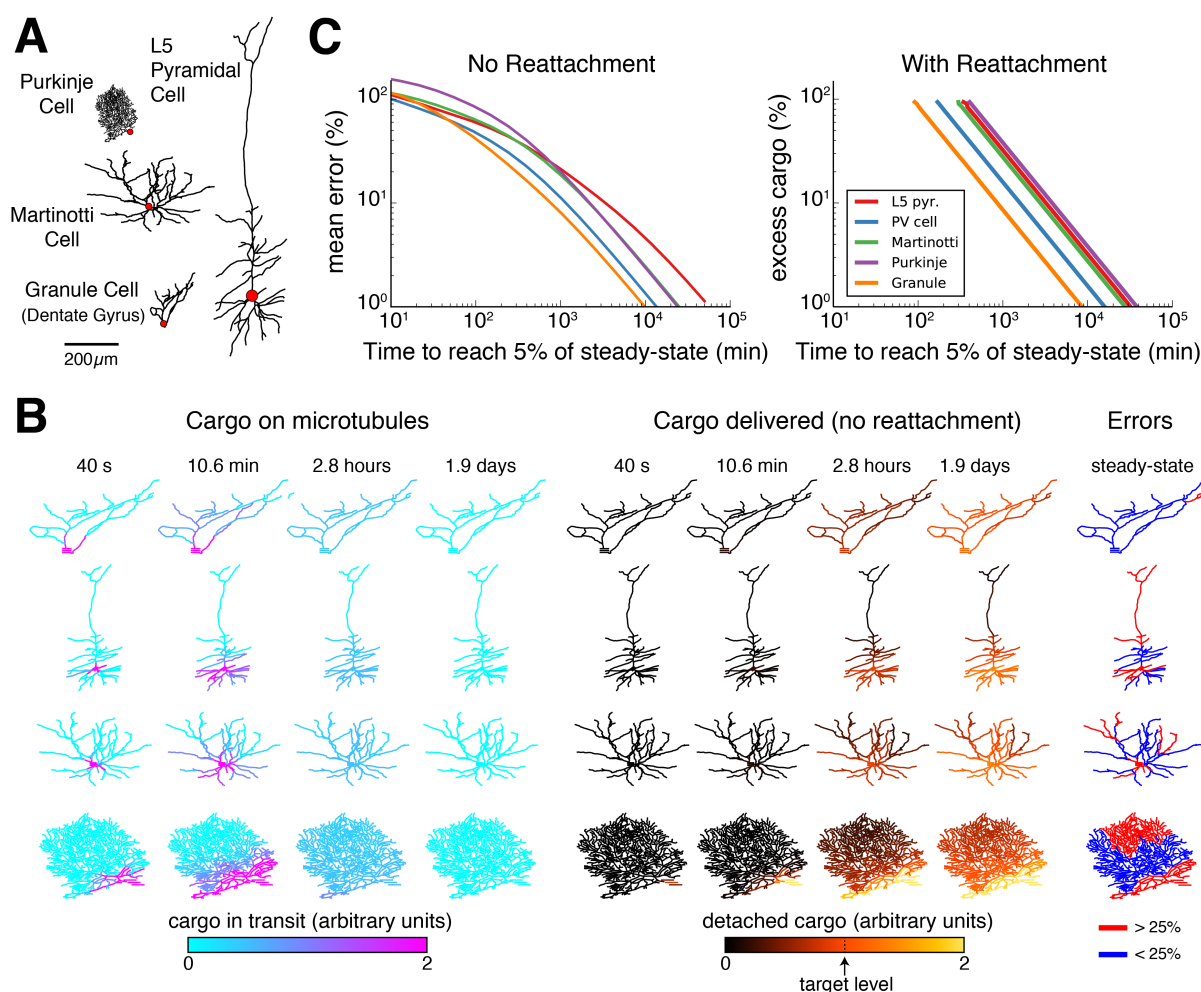 A
L5
Pyramidal
Cell
Purkinje
Cell
Martinotti
Cell
Granule Cell
(Dentate Gyrus)
200μm
C
No Reattachment
mean error (%)
10²
10¹
10⁰
10¹ 10² 10³ 10⁴ 10⁵
Time to reach 5% of steady-state (min)
With Reattachment
excess cargo (%)
10²
10¹
10⁰
L5 pyr.
PV cell
Martinotti
Purkinje
Granule
10¹ 10² 10³ 10⁴ 10⁵
Time to reach 5% of steady-state (min)
B
Cargo on microtubules
40 s 10.6 min 2.8 hours 1.9 days
cargo in transit (arbitrary units)
0 2
Cargo delivered (no reattachment)
40 s 10.6 min 2.8 hours 1.9 days
detached cargo (arbitrary units)
0 2
target level
Errors
steady-state
> 25%
< 25%